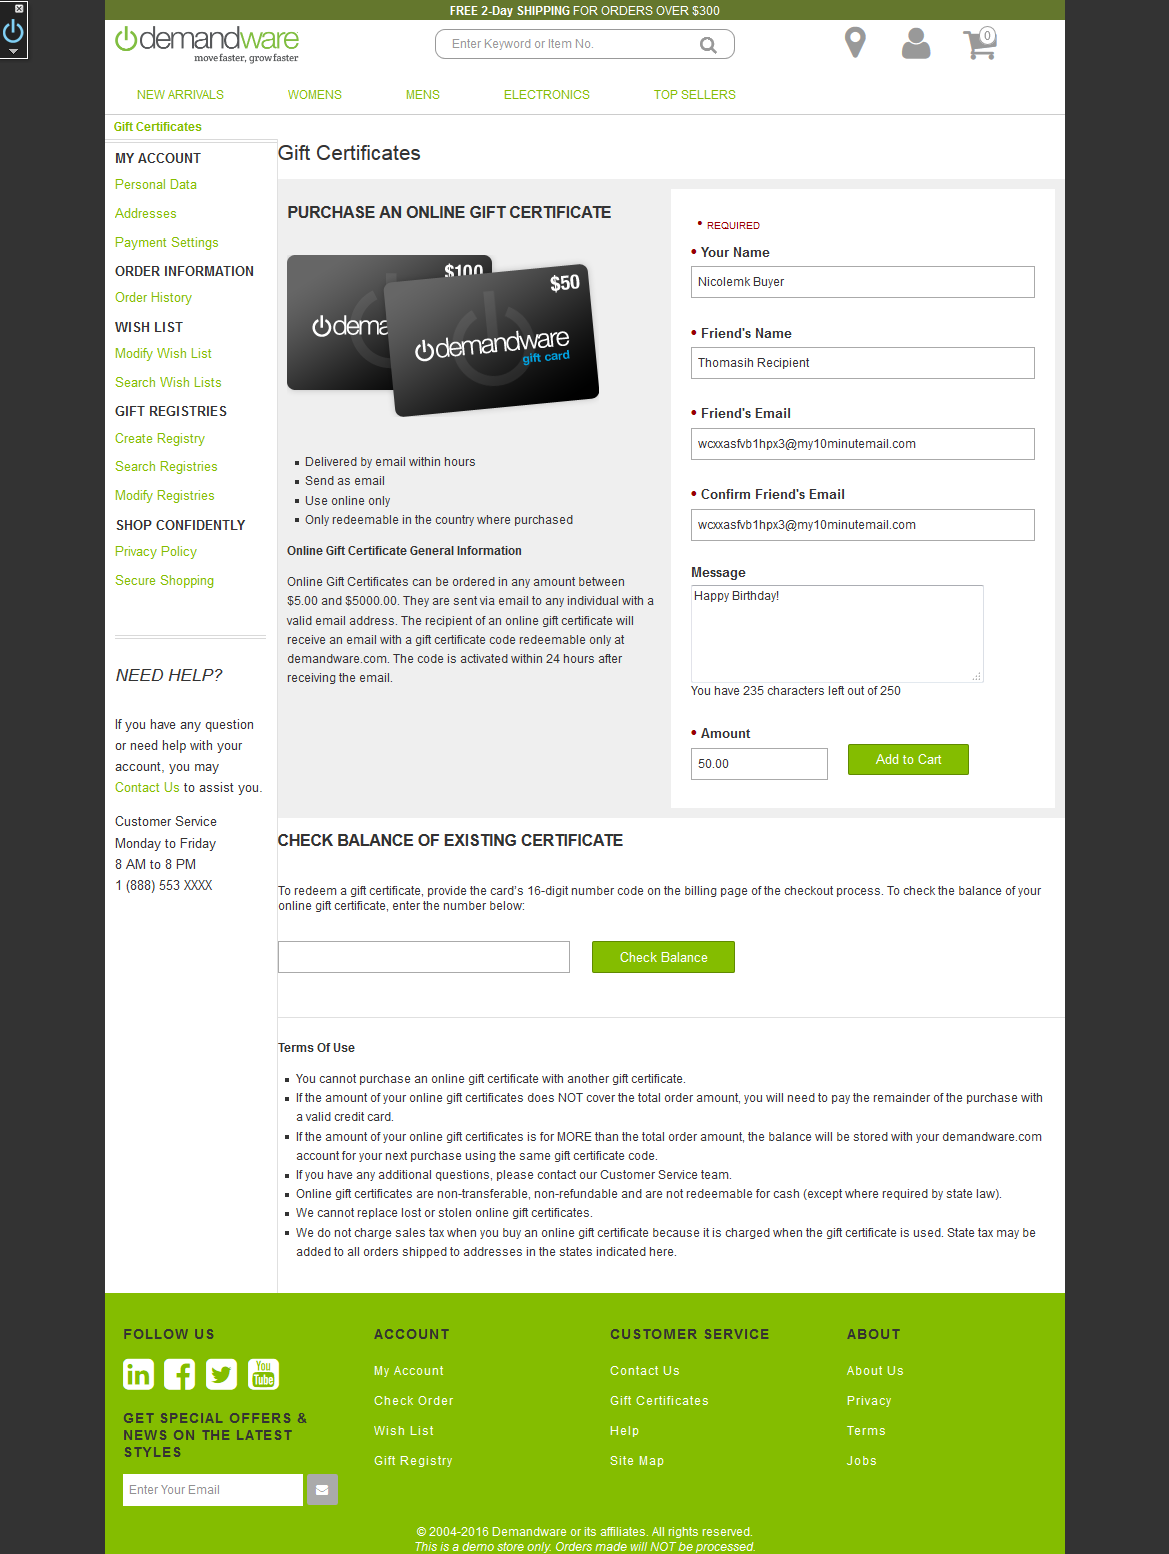 FREE 2-Day SHIPPING FOR ORDERS OVER $300
demandware
move faster, grow faster
Enter Keyword or Item No.
0
NEW ARRIVALS WOMENS MENS ELECTRONICS TOP SELLERS
Gift Certificates
MY ACCOUNT
Personal Data
Addresses
Payment Settings
ORDER INFORMATION
Order History
WISH LIST
Modify Wish List
Search Wish Lists
GIFT REGISTRIES
Create Registry
Search Registries
Modify Registries
SHOP CONFIDENTLY
Privacy Policy
Secure Shopping
NEED HELP?
If you have any question
or need help with your
account, you may
Contact Us to assist you.
Customer Service
Monday to Friday
8 AM to 8 PM
1 (888) 553 XXXX
Gift Certificates
PURCHASE AN ONLINE GIFT CERTIFICATE
$100
demandware
$50
demandware
gift card
Delivered by email within hours
Send as email
Use online only
Only redeemable in the country where purchased
Online Gift Certificate General Information
Online Gift Certificates can be ordered in any amount between
$5.00 and $5000.00. They are sent via email to any individual with a
valid email address. The recipient of an online gift certificate will
receive an email with a gift certificate code redeemable only at
demandware.com. The code is activated within 24 hours after
receiving the email.
• REQUIRED
• Your Name
Nicolemk Buyer
• Friend's Name
Thomasih Recipient
• Friend's Email
wcxxasfvb1hpx3@my10minutemail.com
• Confirm Friend's Email
wcxxasfvb1hpx3@my10minutemail.com
Message
Happy Birthday!
You have 235 characters left out of 250
• Amount
50.00
Add to Cart
CHECK BALANCE OF EXISTING CERTIFICATE
To redeem a gift certificate, provide the card's 16-digit number code on the billing page of the checkout process. To check the balance of your
online gift certificate, enter the number below:
Check Balance
Terms Of Use
You cannot purchase an online gift certificate with another gift certificate.
If the amount of your online gift certificates does NOT cover the total order amount, you will need to pay the remainder of the purchase with
a valid credit card.
If the amount of your online gift certificates is for MORE than the total order amount, the balance will be stored with your demandware.com
account for your next purchase using the same gift certificate code.
If you have any additional questions, please contact our Customer Service team.
Online gift certificates are non-transferable, non-refundable and are not redeemable for cash (except where required by state law).
We cannot replace lost or stolen online gift certificates.
We do not charge sales tax when you buy an online gift certificate because it is charged when the gift certificate is used. State tax may be
added to all orders shipped to addresses in the states indicated here.
FOLLOW US
in
You
Tube
GET SPECIAL OFFERS &
NEWS ON THE LATEST
STYLES
Enter Your Email
ACCOUNT
My Account
Check Order
Wish List
Gift Registry
CUSTOMER SERVICE
Contact Us
Gift Certificates
Help
Site Map
ABOUT
About Us
Privacy
Terms
Jobs
© 2004-2016 Demandware or its affiliates. All rights reserved.
This is a demo store only. Orders made will NOT be processed.